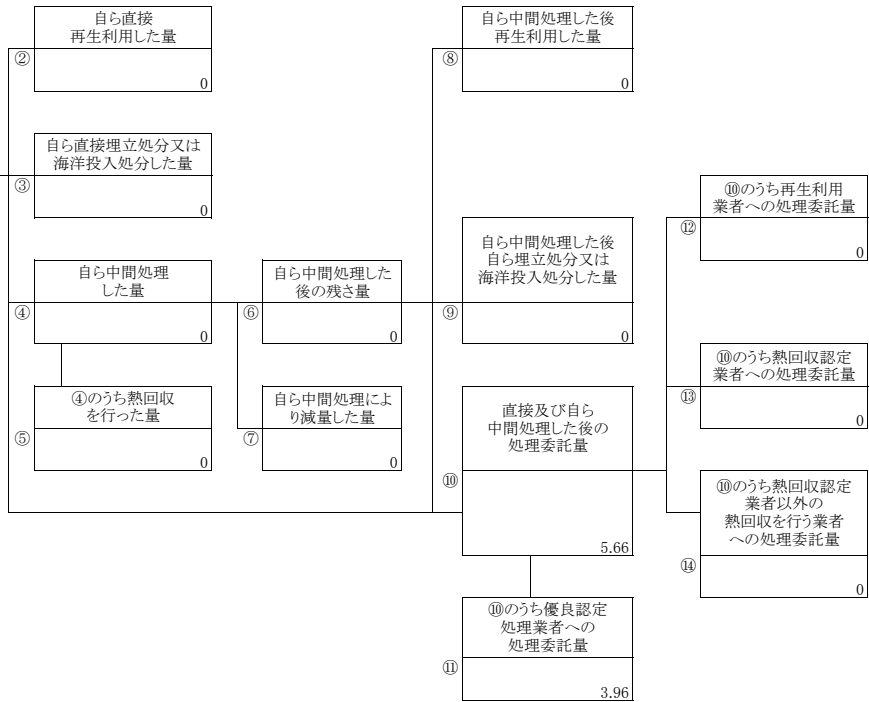 自ら直接
再生利用した量
②
0
自ら中間処理した後
再生利用した量
⑧
0
自ら直接埋立処分又は
海洋投入処分した量
③
0
⑩のうち再生利用
業者への処理委託量
⑫
0
自ら中間処理
した量
④
0
自ら中間処理した
後の残さ量
⑥
0
自ら中間処理した後
自ら埋立処分又は
海洋投入処分した量
⑨
0
⑩のうち熱回収認定
業者への処理委託量
⑬
0
④のうち熱回収
を行った量
⑤
0
自ら中間処理によ
り減量した量
⑦
0
直接及び自ら
中間処理した後の
処理委託量
⑩
5.66
⑩のうち熱回収認定
業者以外の
熱回収を行う業者
への処理委託量
⑭
0
⑩のうち優良認定
処理業者への
処理委託量
⑪
3.96